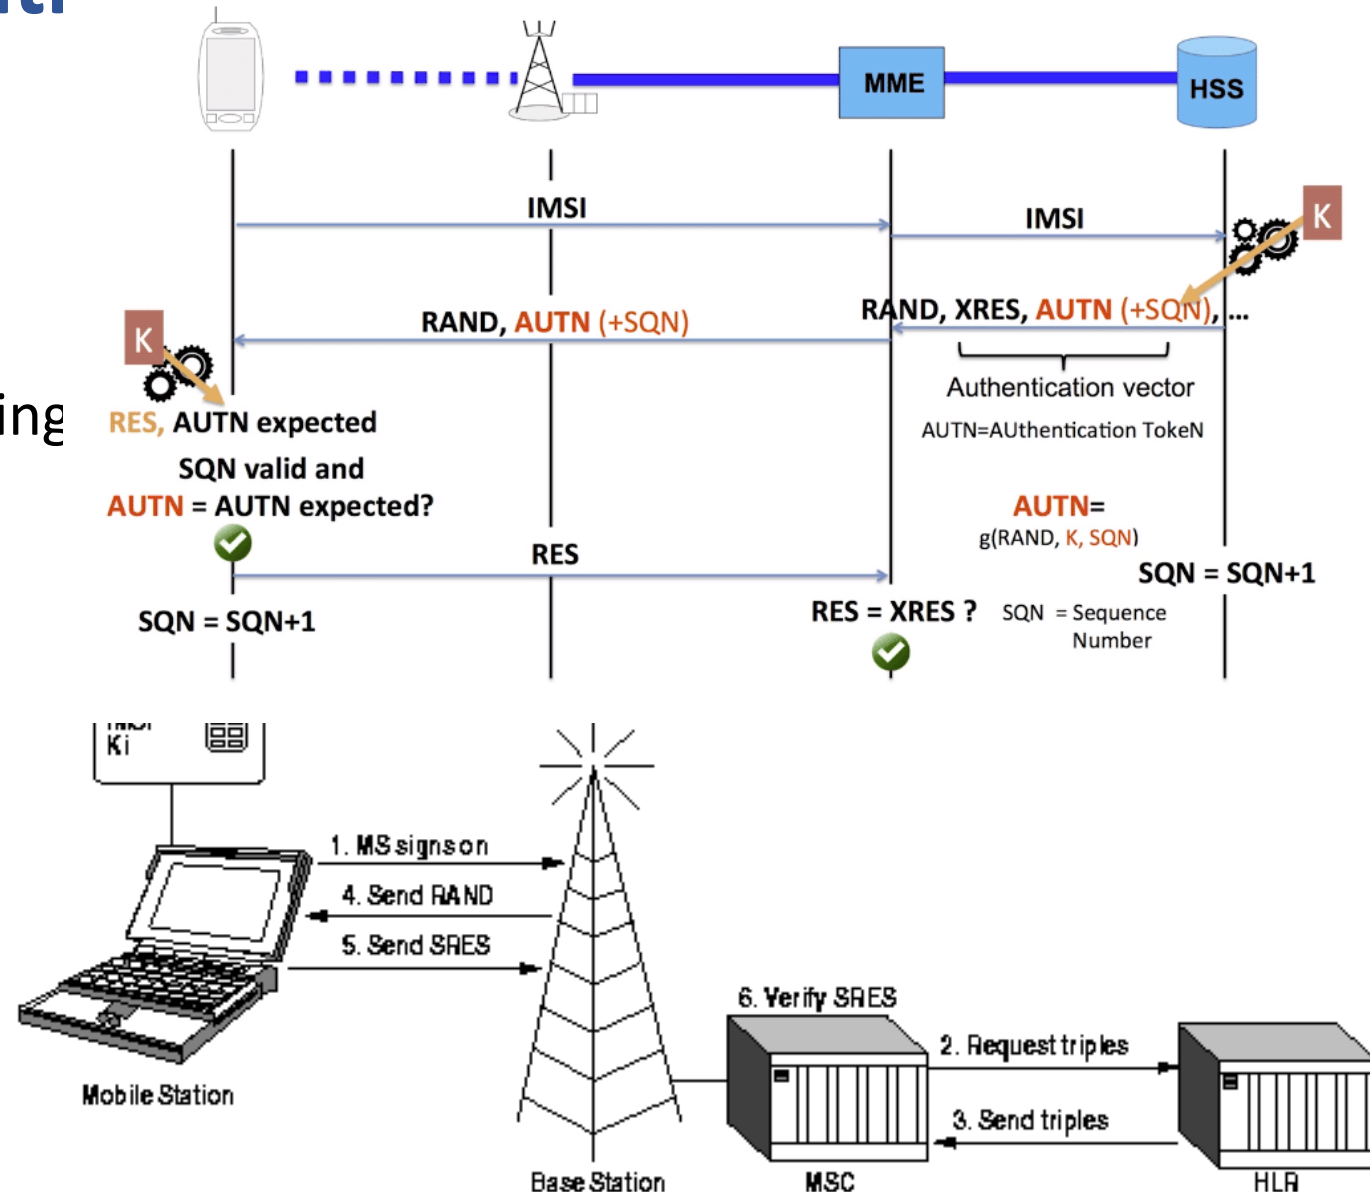 MME
HSS
IMSI
IMSI
K
RAND, XRES, AUTN (+SQN), ...
RAND, AUTN (+SQN)
K
Authentication vector
ing
RES, AUTN expected
AUTN=AUthentication TokeN
SQN valid and
AUTN = AUTN expected?
AUTN=
g(RAND, K, SQN)
RES
SQN = SQN+1
SQN = SQN+1
RES = XRES ?
SQN = Sequence
Number
Ki
1. MS signs on
4. Send RAND
5. Send SRES
6. Verify SRES
2. Request triples
3. Send triples
Mobile Station
Base Station
MSC
HLR